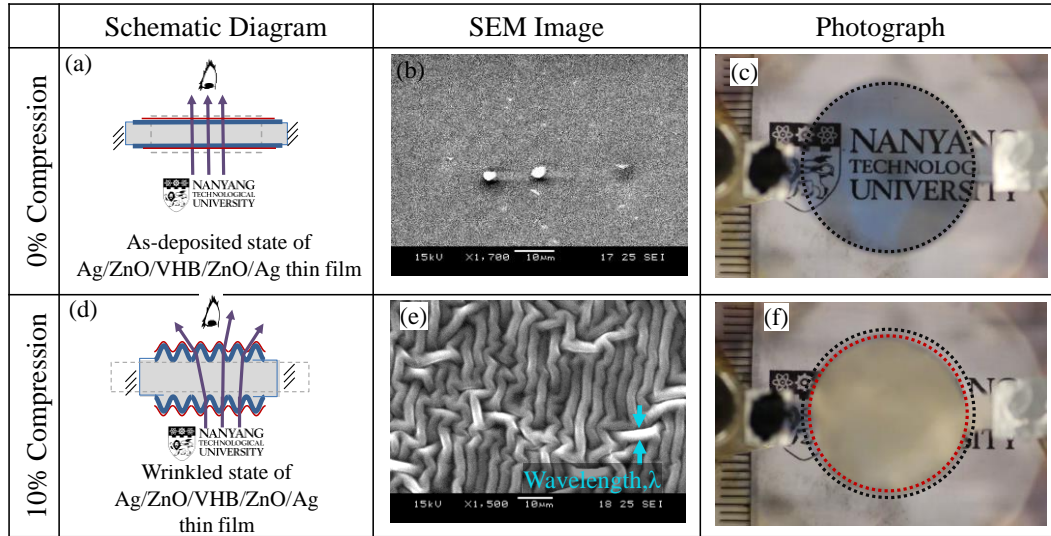 Schematic Diagram
SEM Image
Photograph
0% Compression
(a)
NANYANG
TECHNOLOGICAL
UNIVERSITY
As-deposited state of
Ag/ZnO/VHB/ZnO/Ag thin film
(b)
15kV X1,700 10μm 17 25 SEI
(c)
NANYANG
TECHNOLOGIC
UNIVERSITY
10% Compression
(d)
NANYANG
TECHNOLOGICAL
UNIVERSITY
Wrinkled state of
Ag/ZnO/VHB/ZnO/Ag
thin film
(e)
Wavelength,λ
15kV X1,500 10μm 18 25 SEI
(f)